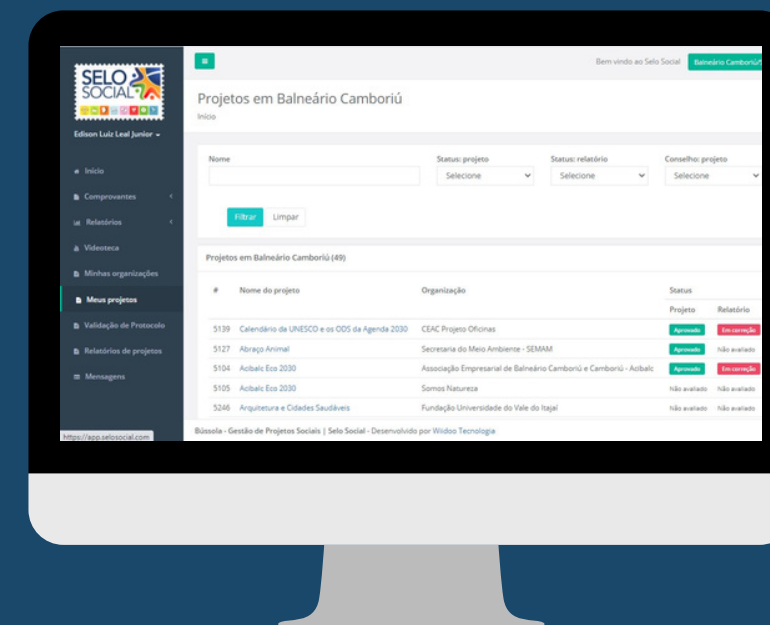 SELO
SOCIAL
Edison Luiz Leal Junior
Início
Comprovantes
Relatórios
Videoteca
Minhas organizações
Meus projetos
Validação de Protocolo
Relatórios de projetos
Mensagens
https://app.selosocial.com
Bem vindo ao Selo Social Balneário Camboriú/
Projetos em Balneário Camboriú
Início
Nome Status: projeto Status: relatório Conselho: projeto
Selecione Selecione Selecione
Filtrar Limpar
Projetos em Balneário Camboriú (49)
# Nome do projeto Organização Status
Projeto Relatório
5139 Calendário da UNESCO e os ODS da Agenda 2030 CEAC Projeto Oficinas Aprovado Em correção
5127 Abraço Animal Secretaria do Meio Ambiente - SEMAM Aprovado Não avaliado
5104 Acibalc Eco 2030 Associação Empresarial de Balneário Camboriú e Camboriú - Acibalc Aprovado Em correção
5105 Acibalc Eco 2030 Somos Natureza Não avaliado Não avaliado
5246 Arquitetura e Cidades Saudáveis Fundação Universidade do Vale do Itajaí Não avaliado Não avaliado
Bússola - Gestão de Projetos Sociais | Selo Social - Desenvolvido por Wiidoo Tecnologia